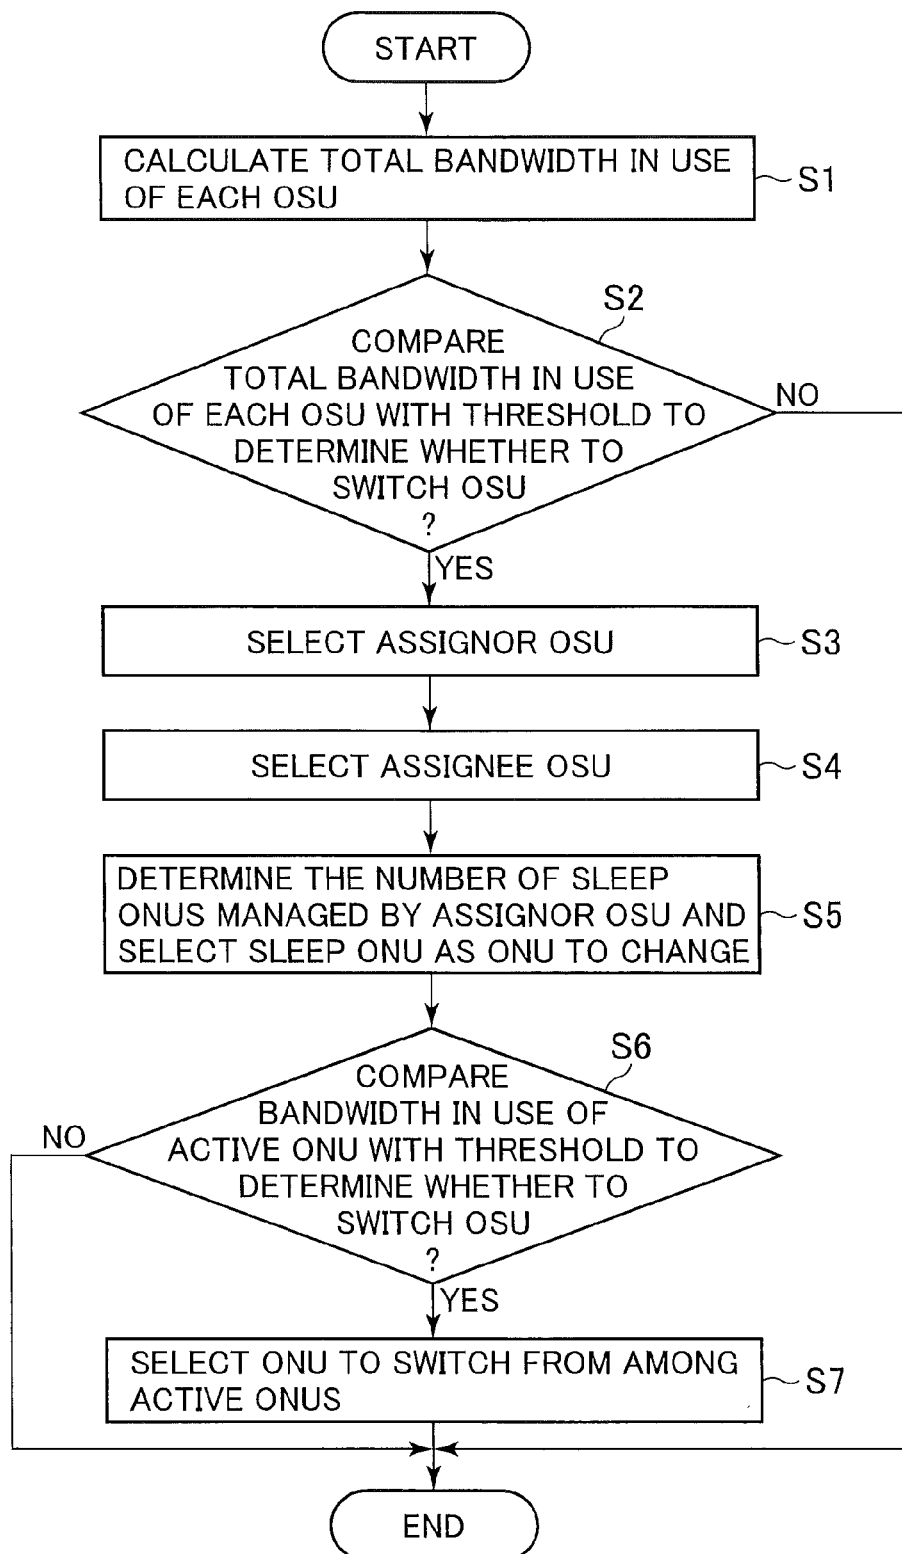 START
CALCULATE TOTAL BANDWIDTH IN USE
OF EACH OSU
S1
S2
COMPARE
TOTAL BANDWIDTH IN USE
OF EACH OSU WITH THRESHOLD TO
DETERMINE WHETHER TO
SWITCH OSU
?
NO
YES
SELECT ASSIGNOR OSU
S3
SELECT ASSIGNEE OSU
S4
DETERMINE THE NUMBER OF SLEEP
ONUS MANAGED BY ASSIGNOR OSU AND
SELECT SLEEP ONU AS ONU TO CHANGE
S5
S6
COMPARE
BANDWIDTH IN USE OF
ACTIVE ONU WITH THRESHOLD TO
DETERMINE WHETHER TO
SWITCH OSU
?
NO
YES
SELECT ONU TO SWITCH FROM AMONG
ACTIVE ONUS
S7
END